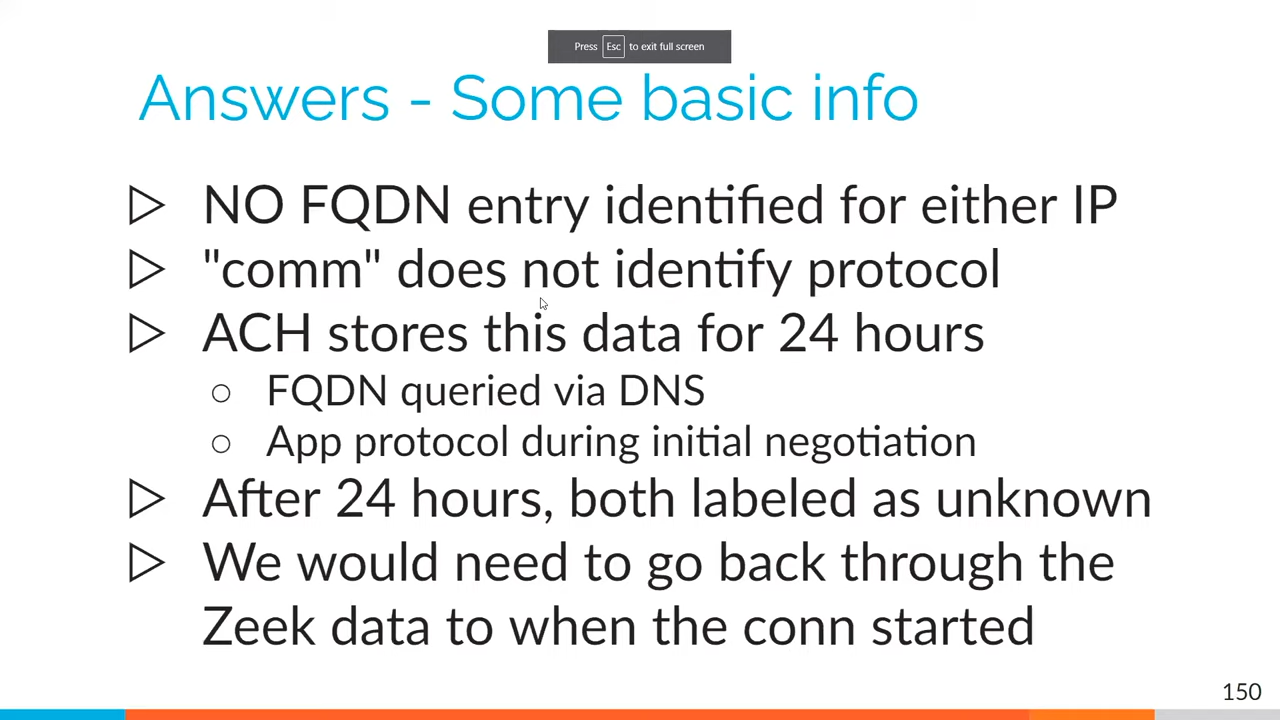 Press Esc to exit full screen
Answers - Some basic info
▷ NO FQDN entry identified for either IP
▷ "comm" does not identify protocol
▷ ACH stores this data for 24 hours
○ FQDN queried via DNS
○ App protocol during initial negotiation
▷ After 24 hours, both labeled as unknown
▷ We would need to go back through the
Zeek data to when the conn started
150